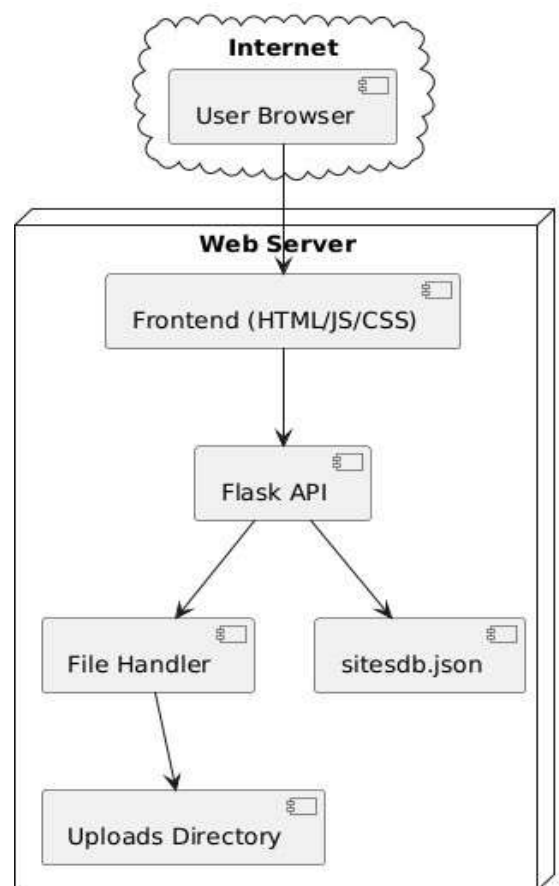 Internet
User Browser
Web Server
Frontend (HTML/JS/CSS)
Flask API
File Handler
sitesdb.json
Uploads Directory